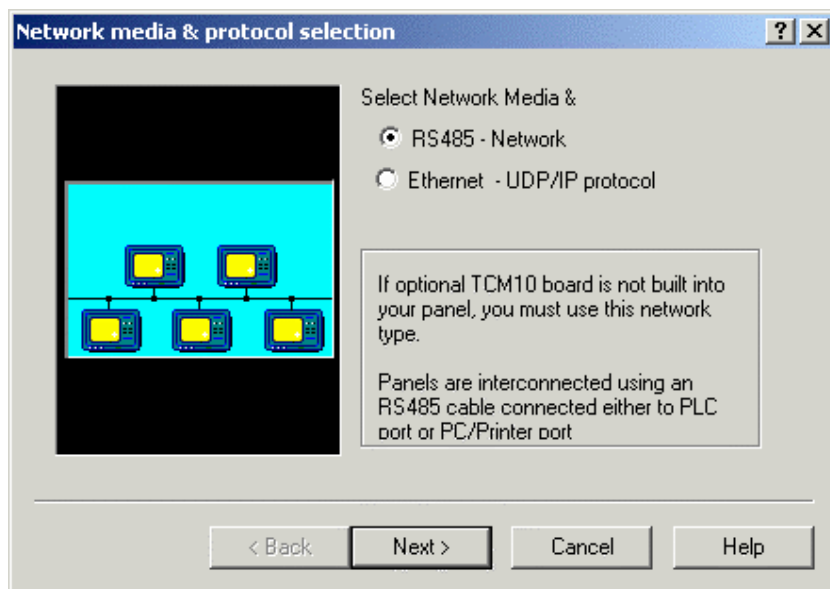 Network media & protocol selection
Select Network Media &
RS485 - Network
Ethernet - UDP/IP protocol
If optional TCM10 board is not built into
your panel, you must use this network
type.
Panels are interconnected using an
RS485 cable connected either to PLC
port or PC/Printer port
< Back
Next >
Cancel
Help